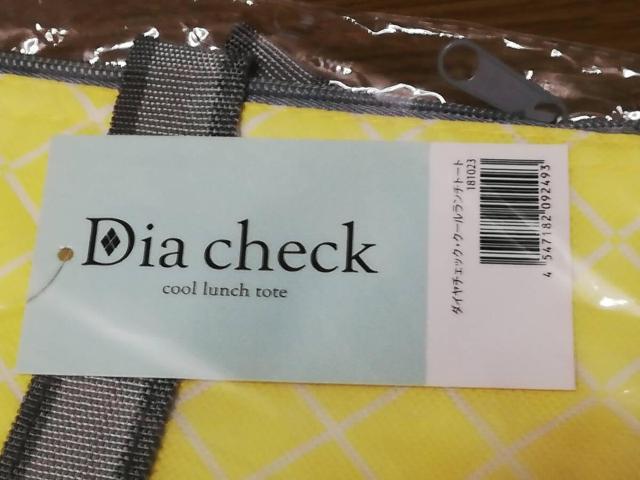 Dia check
cool lunch tote
ダイヤチェック・クールランチトート
181023
4 547182 092493